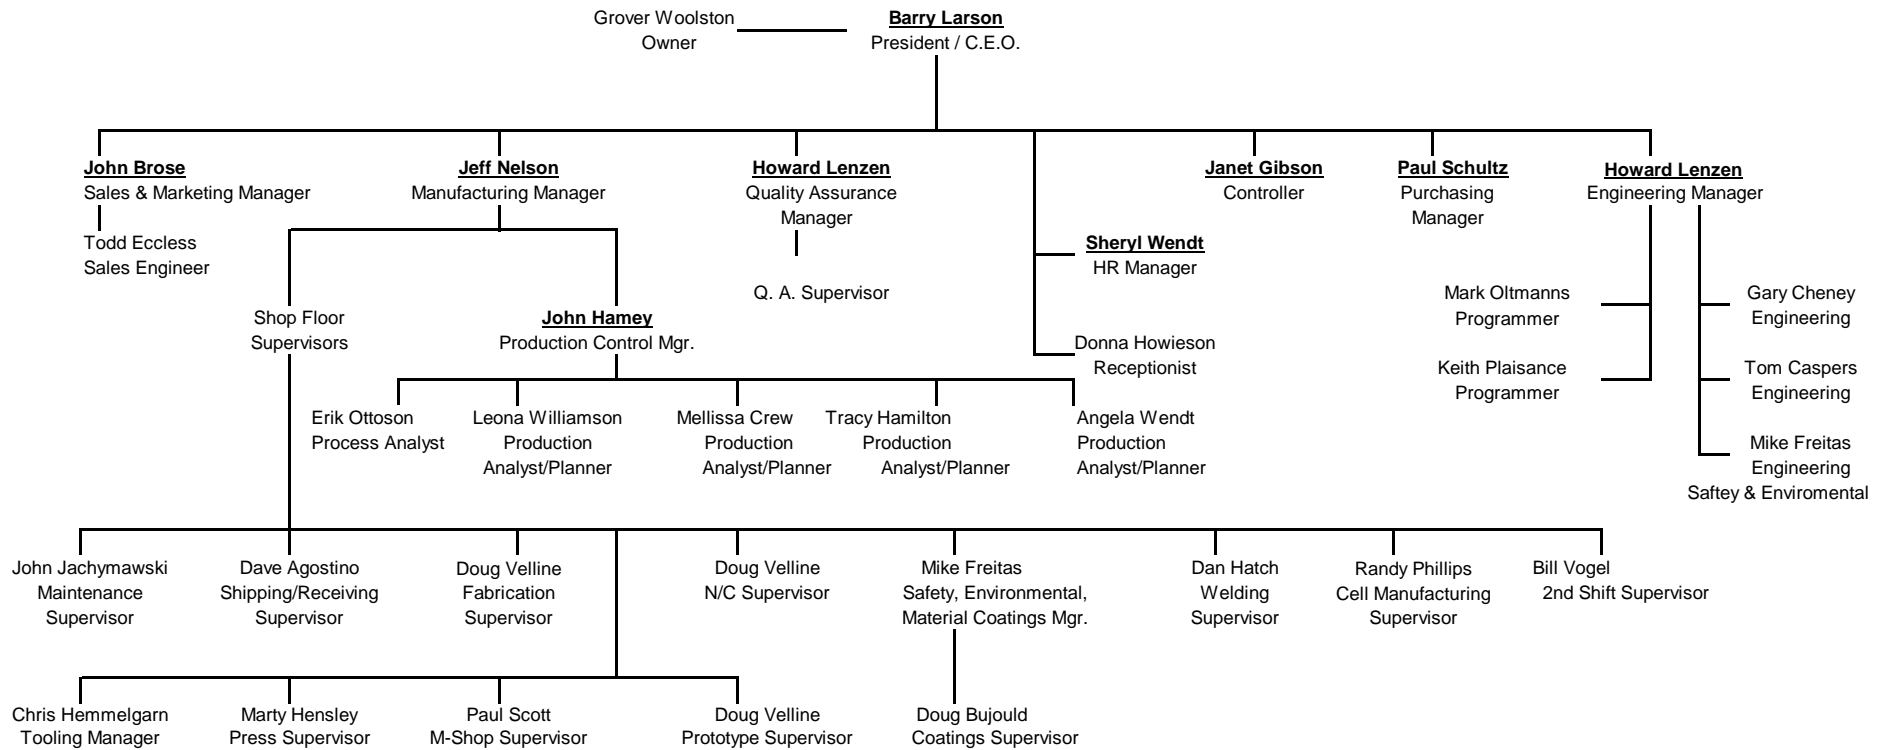 Grover Woolston
Owner
Barry Larson
President / C.E.O.
John Brose
Sales & Marketing Manager
Todd Eccless
Sales Engineer
Jeff Nelson
Manufacturing Manager
Howard Lenzen
Quality Assurance
Manager
Q. A. Supervisor
Sheryl Wendt
HR Manager
Donna Howieson
Receptionist
Janet Gibson
Controller
Paul Schultz
Purchasing
Manager
Howard Lenzen
Engineering Manager
Mark Oltmanns
Programmer
Keith Plaisance
Programmer
Gary Cheney
Engineering
Tom Caspers
Engineering
Mike Freitas
Engineering
Saftey & Enviromental
Shop Floor
Supervisors
John Hamey
Production Control Mgr.
Erik Ottoson
Process Analyst
Leona Williamson
Production
Analyst/Planner
Mellissa Crew
Production
Analyst/Planner
Tracy Hamilton
Production
Analyst/Planner
Angela Wendt
Production
Analyst/Planner
John Jachymawski
Maintenance
Supervisor
Dave Agostino
Shipping/Receiving
Supervisor
Doug Velline
Fabrication
Supervisor
Doug Velline
N/C Supervisor
Mike Freitas
Safety, Environmental,
Material Coatings Mgr.
Dan Hatch
Welding
Supervisor
Randy Phillips
Cell Manufacturing
Supervisor
Bill Vogel
2nd Shift Supervisor
Chris Hemmelgarn
Tooling Manager
Marty Hensley
Press Supervisor
Paul Scott
M-Shop Supervisor
Doug Velline
Prototype Supervisor
Doug Bujould
Coatings Supervisor